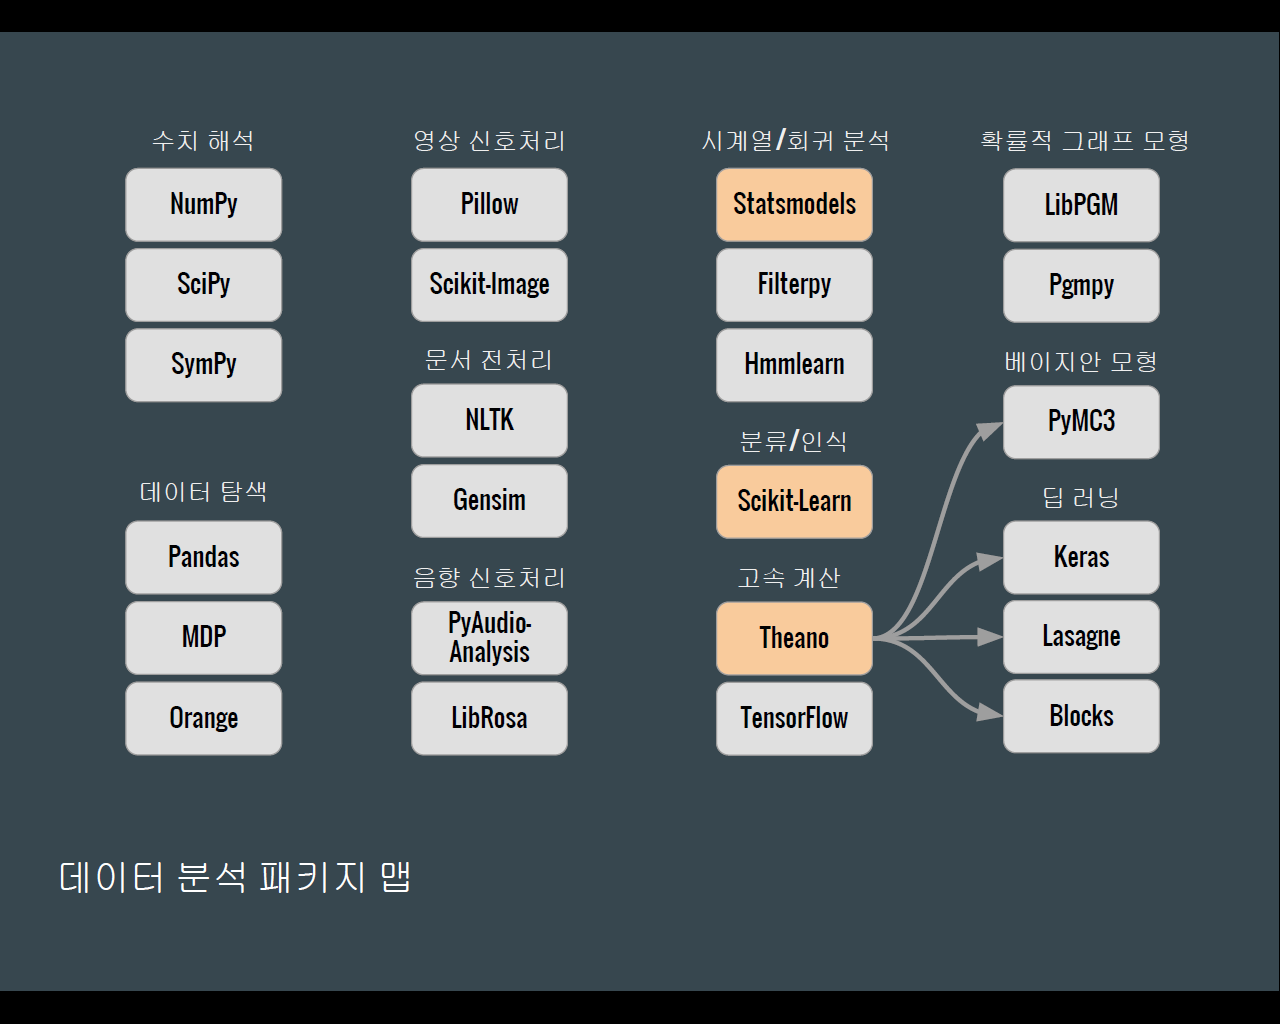 수치 해석
NumPy
SciPy
SymPy
데이터 탐색
Pandas
MDP
Orange
영상 신호처리
Pillow
Scikit-Image
문서 전처리
NLTK
Gensim
음향 신호처리
PyAudio-
Analysis
LibRosa
시계열/회귀 분석
Statsmodels
Filterpy
Hmmlearn
분류/인식
Scikit-Learn
고속 계산
Theano
TensorFlow
확률적 그래프 모형
LibPGM
Pgmpy
베이지안 모형
PyMC3
딥 러닝
Keras
Lasagne
Blocks
데이터 분석 패키지 맵